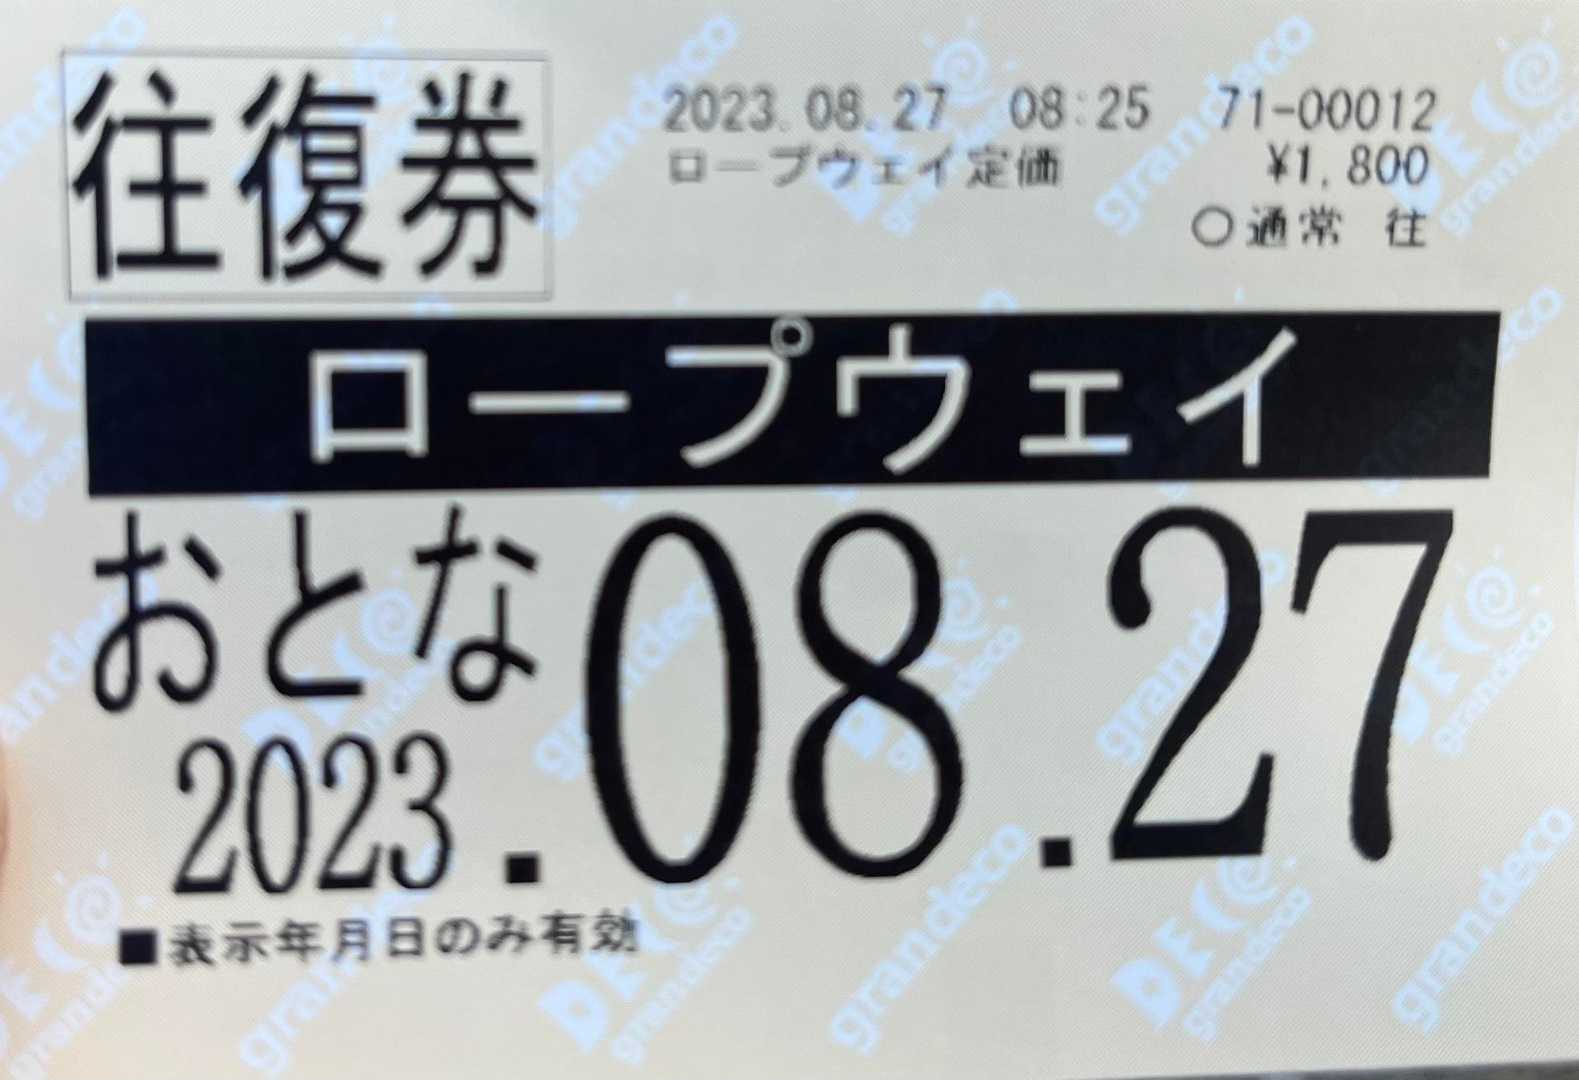 往復券
2023.08.27 08:25 71-00012
ロープウェイ定価 ¥1,800
○通常 往
ロープウェイ
おとな
2023.08.27
■表示年月日のみ有効
DECO
grandeco